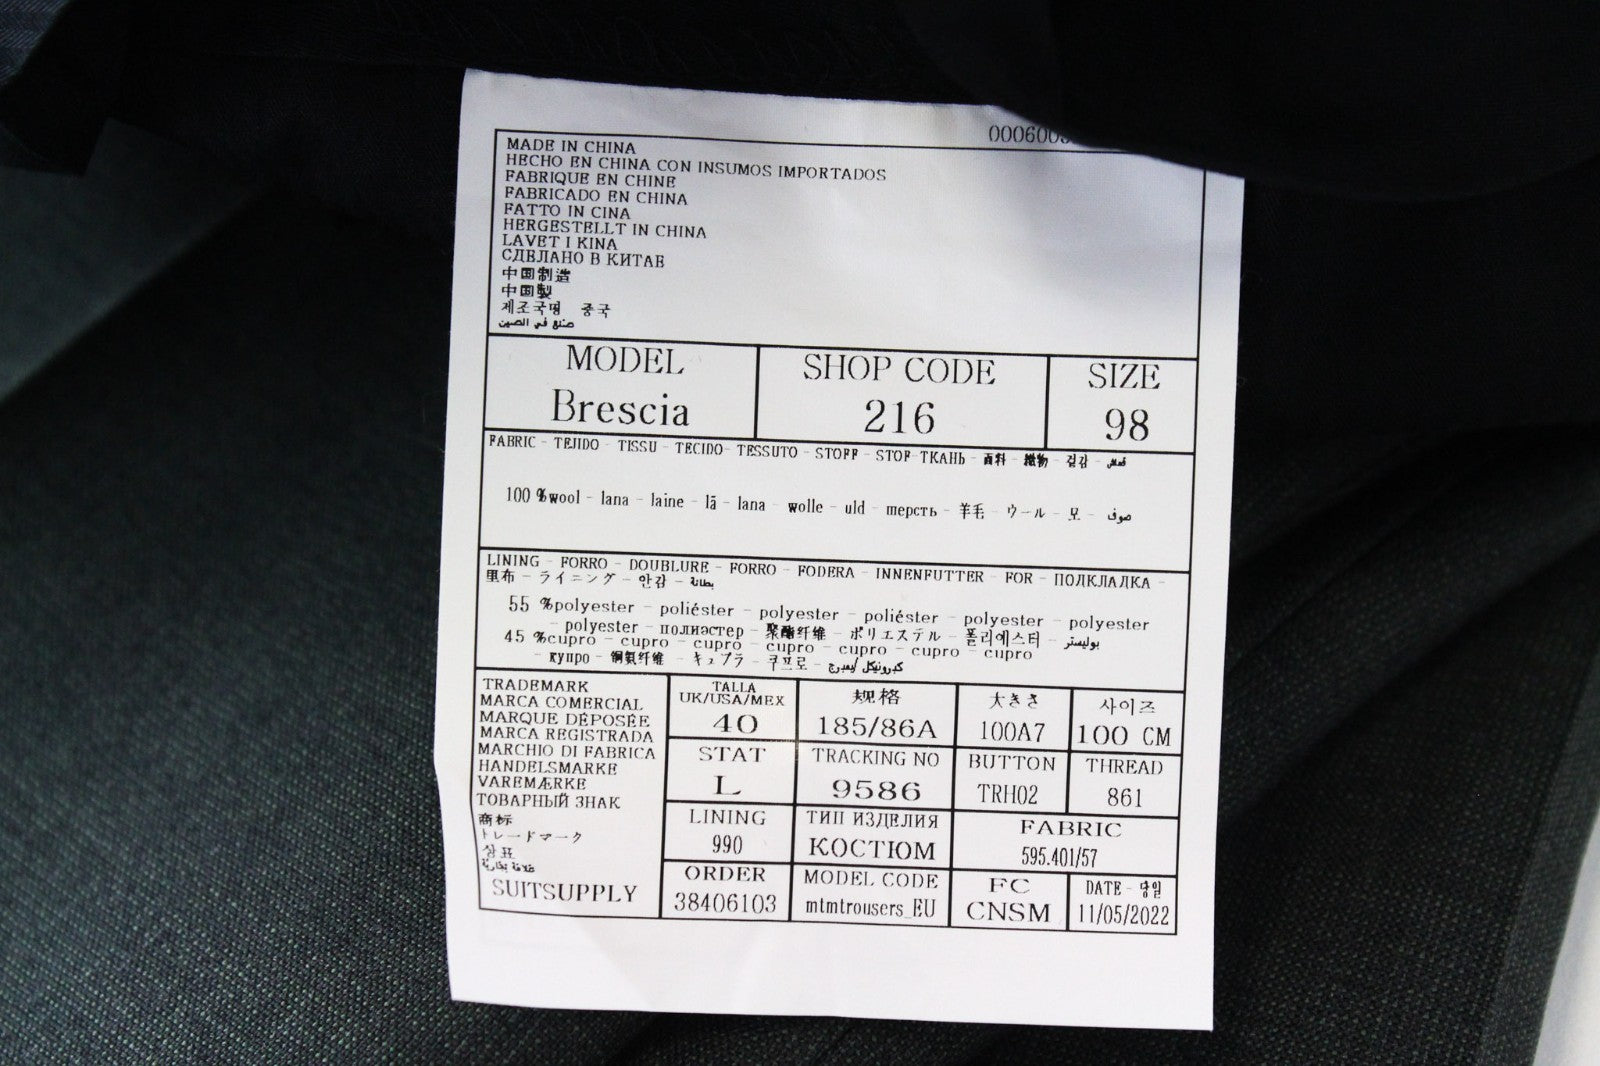 MADE IN CHINA
HECHO EN CHINA CON INSUMOS IMPORTADOS
FABRIQUE EN CHINE
FABRICADO EN CHINA
FATTO IN CINA
HERGESTELLT IN CHINA
LAVET I KINA
СДЕЛАНО В КИТАЕ
中国制造
中国製
제조국명 중국
صنع في الصين
MODEL
Brescia
SHOP CODE
216
SIZE
98
FABRIC - TEJIDO - TISSU - TECIDO- TESSUTO - STOFF - STOF-ТКАНЬ - 面料 - 織物 - 겉감 - قماش
100 %wool - lana - laine - lã - lana - wolle - uld - шерсть - 羊毛 - ウール - 모 - صوف
LINING - FORRO - DOUBLURE - FORRO - FODERA - INNENFUTTER - FOR - ПОЛКЛАЛКА -
里布 - ライニング - 안감 - بطانة
55 %polyester - poliéster - polyester - poliéster - polyester - polyester
- polyester - полиэстер - 聚酯纤维 - ポリエステル - 폴리에스터 - بوليستر
45 %cupro - cupro - cupro - cupro - cupro - cupro - cupro
- купро - 铜氨纤维 - キュプラ - 쿠프로 -
TRADEMARK
MARCA COMERCIAL
MARQUE DÉPOSÉE
MARCA REGISTRADA
MARCHIO DI FABRICA
HANDELSMARKE
VAREMÆRKE
ТОВАРНЫЙ ЗНАК
商标
トレードマーク
상표
علامة تجارية
SUITSUPPLY
TALLA
UK/USA/MEX
40
规格
185/86A
大きさ
100A7
사이즈
100 CM
STAT
L
TRACKING NO
9586
BUTTON
TRH02
THREAD
861
LINING
990
ТИП ИЗДЕЛИЯ
КОСТЮМ
FABRIC
595.401/57
ORDER
38406103
MODEL CODE
mtmtrousers_EU
FC
CNSM
DATE -
11/05/2022